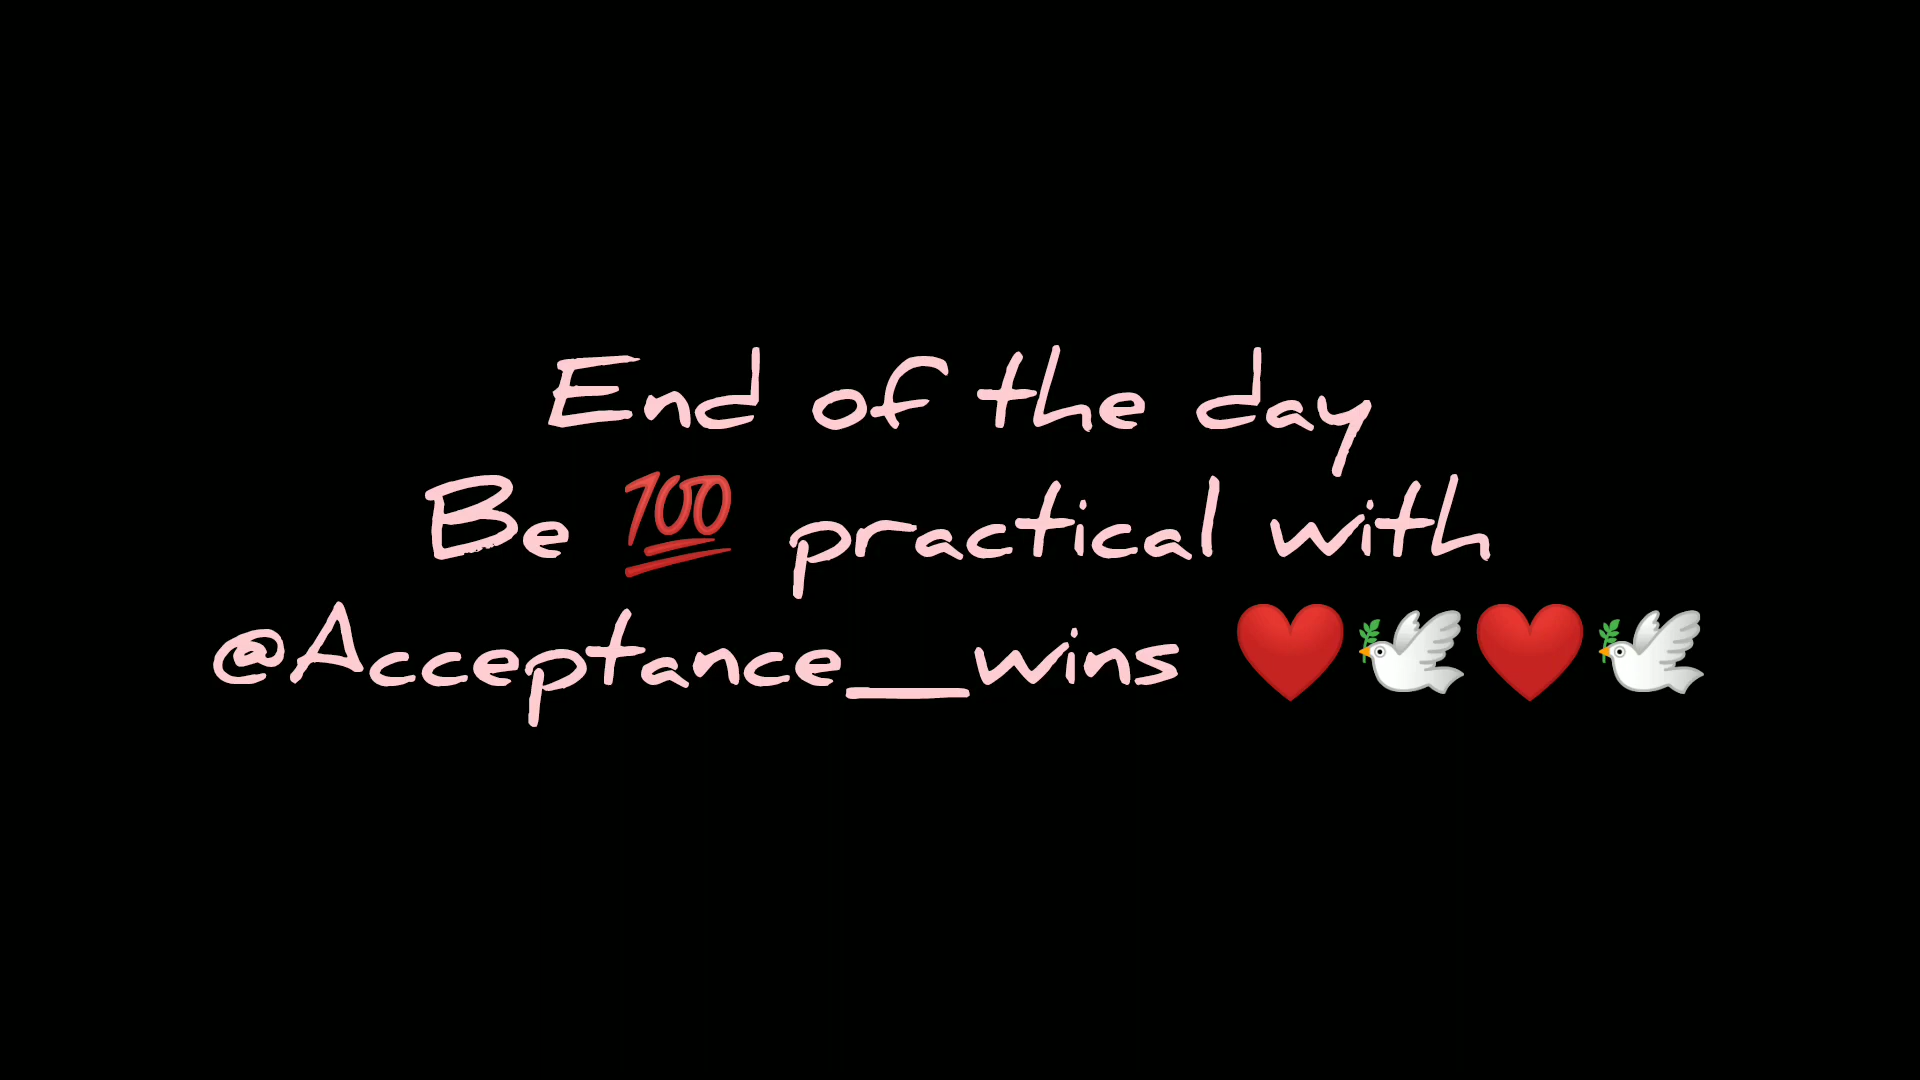 End of the day
Be 💯 practical with
@Acceptance__wins ❤️🕊️❤️🕊️